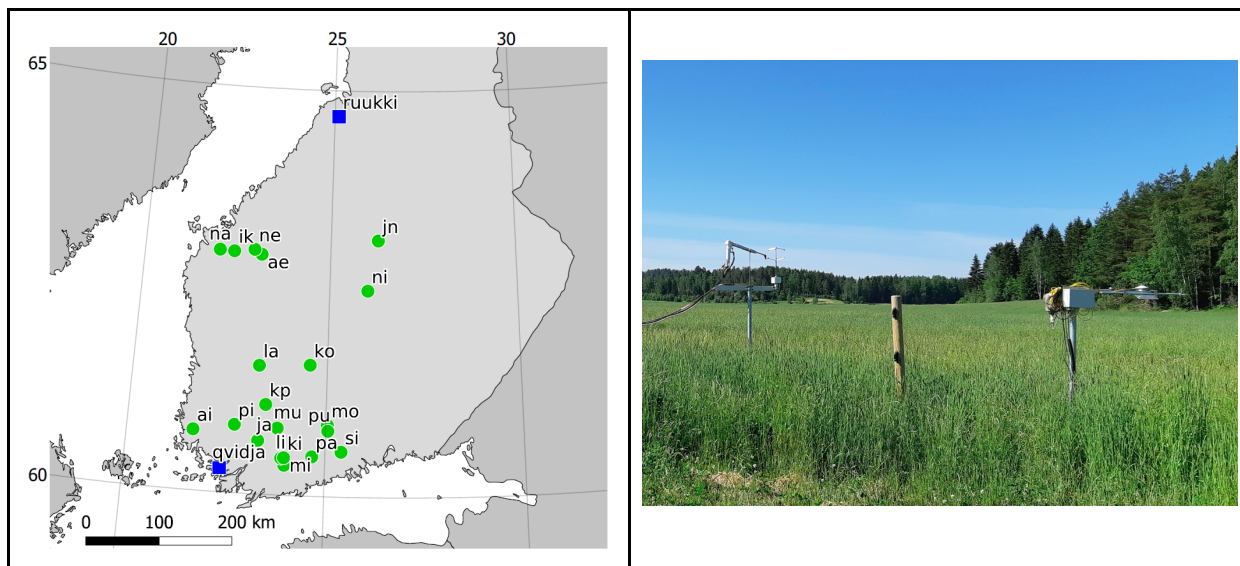 20 25 30
65
ruukki
na ik ne
ae
jn
ni
la ko
kp
ai pi ja mu pu mo
qvidja li ki pa si
mi
60
0 100 200 km